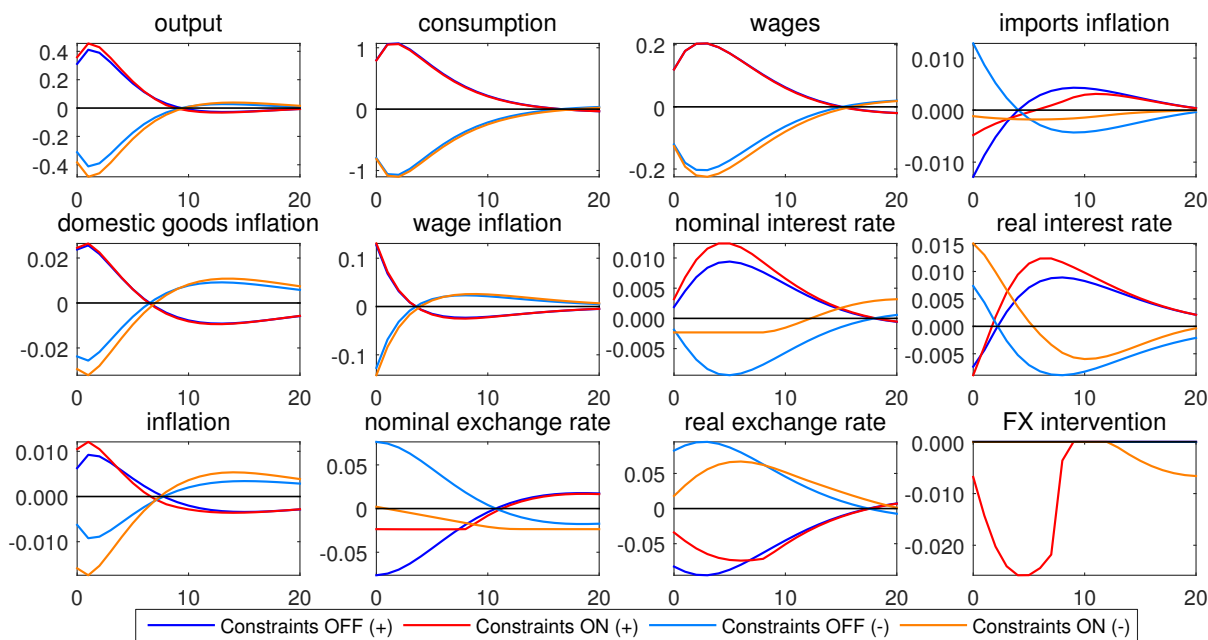 output consumption wages imports inflation
0.4
0.2
0
-0.2
-0.4
0 10 20
1
0
-1
0 10 20
0.2
0
-0.2
0 10 20
0.010
0.000
-0.010
0 10 20
domestic goods inflation wage inflation nominal interest rate real interest rate
0.02
0
-0.02
0 10 20
0.1
0
-0.1
0 10 20
0.010
0.005
0.000
-0.005
0 10 20
0.015
0.010
0.005
0.000
-0.005
0 10 20
inflation nominal exchange rate real exchange rate FX intervention
0.010
0.000
-0.010
0 10 20
0.05
0
-0.05
0 10 20
0.05
0
-0.05
0 10 20
0.000
-0.010
-0.020
0 10 20
Constraints OFF (+) Constraints ON (+) Constraints OFF (-) Constraints ON (-)